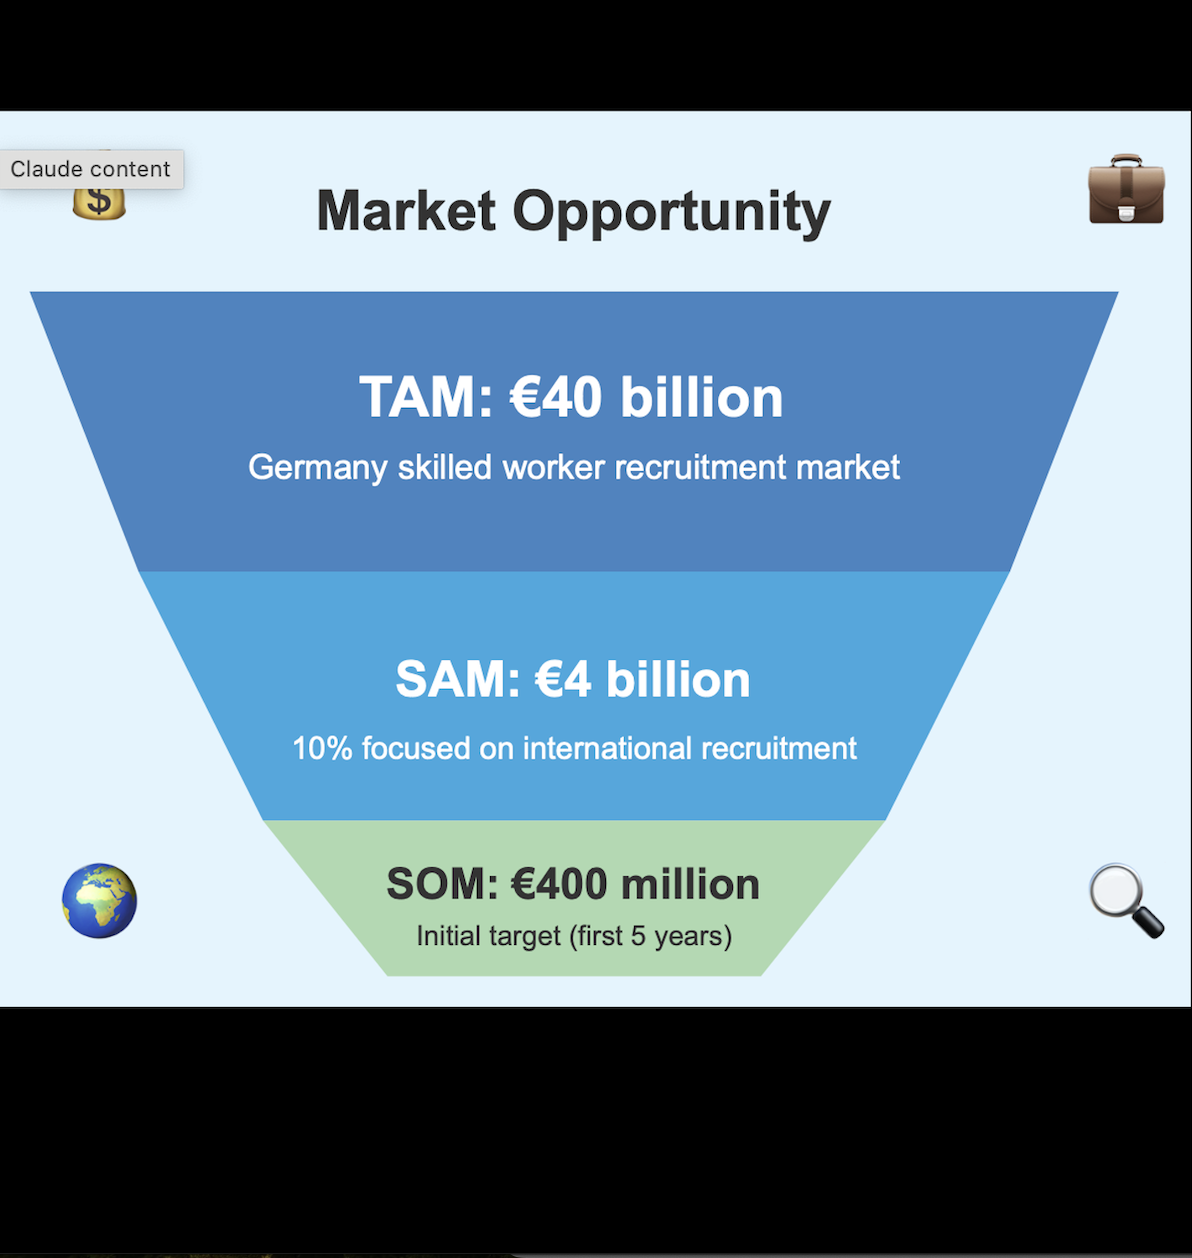 Claude content
Market Opportunity
TAM: €40 billion
Germany skilled worker recruitment market
SAM: €4 billion
10% focused on international recruitment
SOM: €400 million
Initial target (first 5 years)